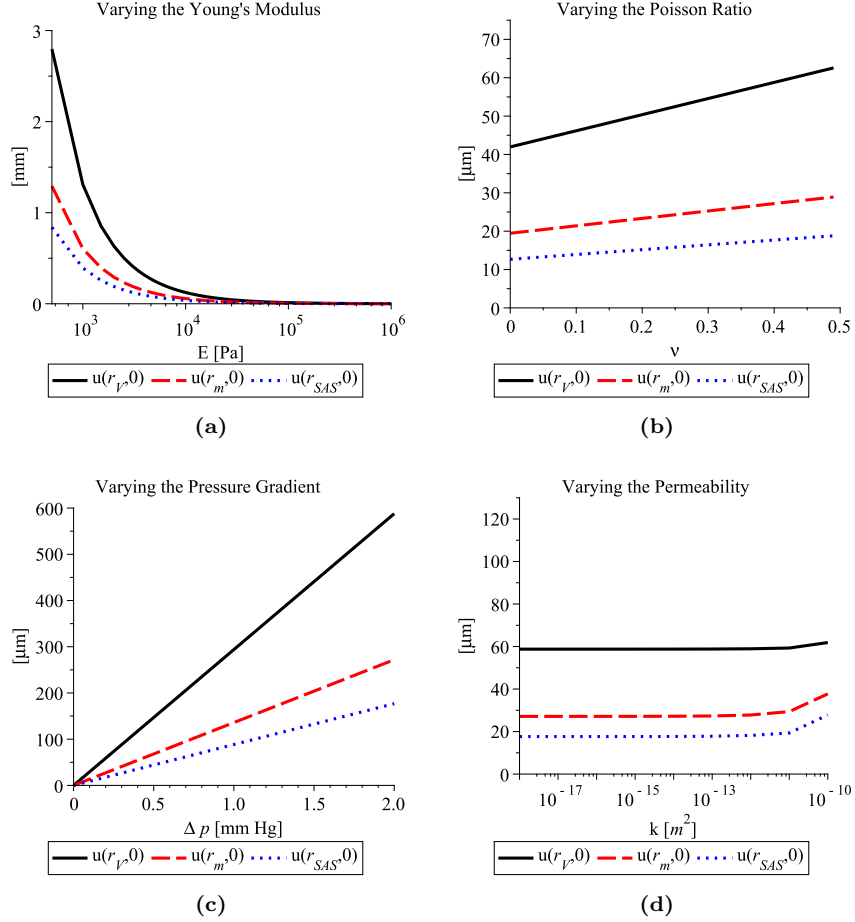 Varying the Young's Modulus
3
2
1
0
[mm]
10^3
10^4
10^5
10^6
E [Pa]
u(r_V,0) u(r_m,0) u(r_SAS,0)
(a)
Varying the Poisson Ratio
70
60
50
40
30
20
10
0
[μm]
0
0.1
0.2
0.3
0.4
0.5
ν
u(r_V,0) u(r_m,0) u(r_SAS,0)
(b)
Varying the Pressure Gradient
600
500
400
300
200
100
0
[μm]
0
0.5
1.0
1.5
2.0
Δ p [mm Hg]
u(r_V,0) u(r_m,0) u(r_SAS,0)
(c)
Varying the Permeability
120
100
80
60
40
20
0
[μm]
10^-17
10^-15
10^-13
10^-10
k [m^2]
u(r_V,0) u(r_m,0) u(r_SAS,0)
(d)